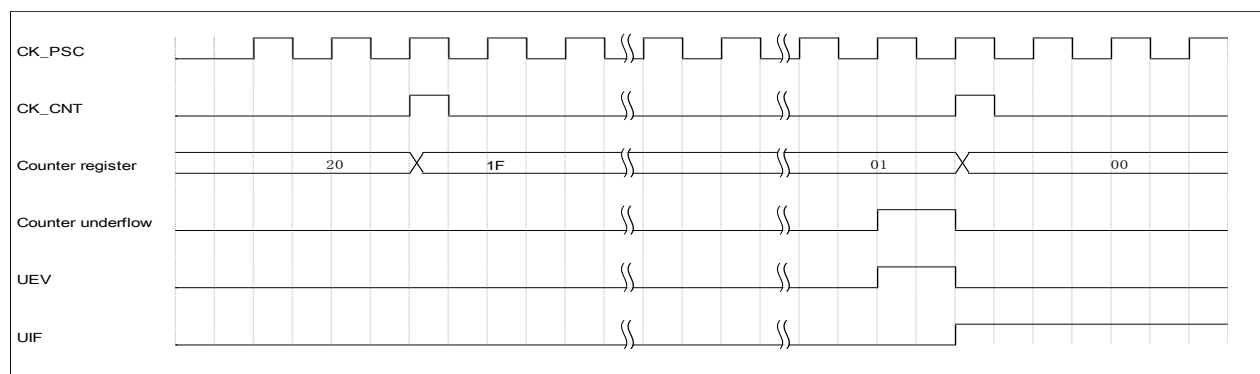 CK_PSC
CK_CNT
Counter register 20 1F 01 00
Counter underflow
UEV
UIF